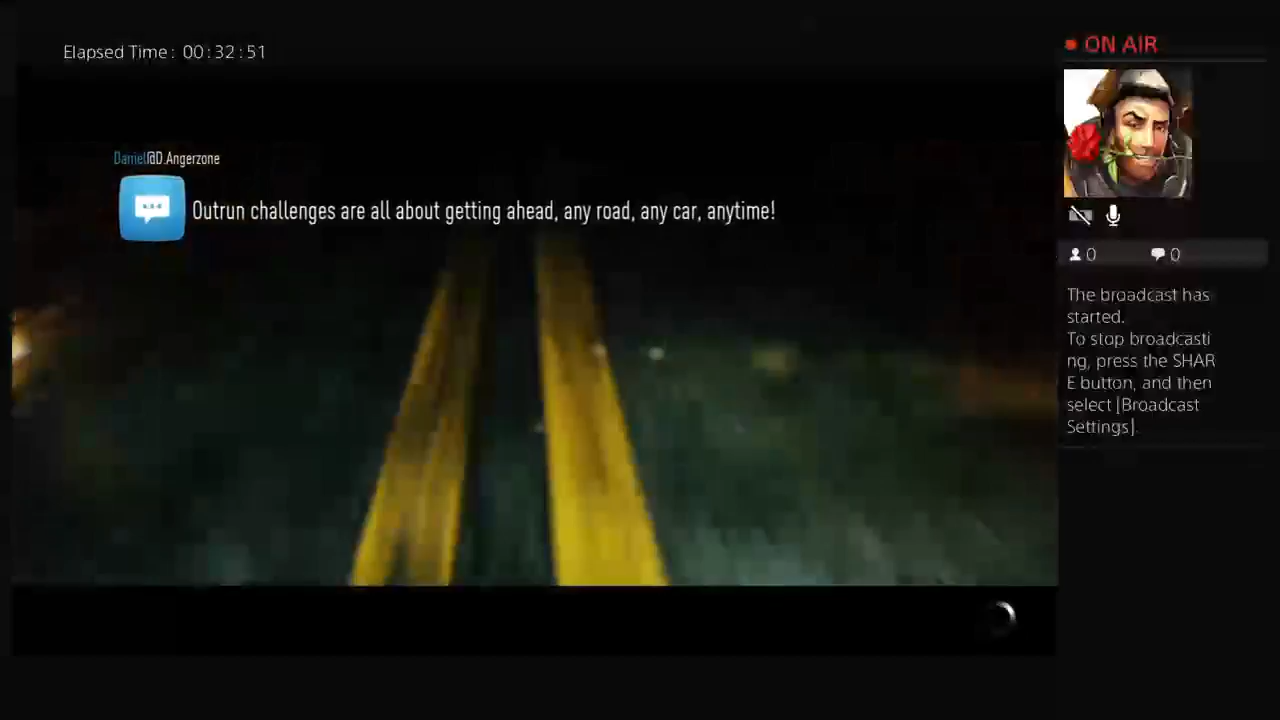 Elapsed Time: 00:32:51
ON AIR
Daniel@D.Angerzone
Outrun challenges are all about getting ahead, any road, any car, anytime!
0 0
The broadcast has
started.
To stop broadcasti
ng, press the SHAR
E button, and then
select [Broadcast
Settings].